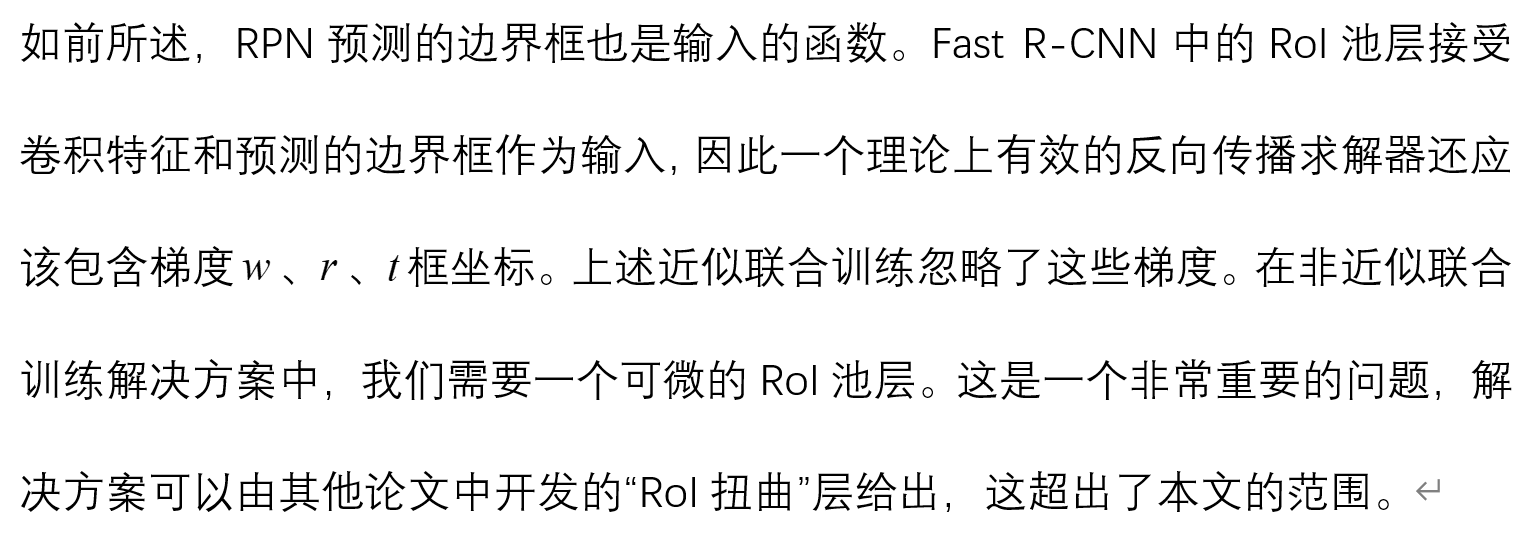 如前所述，RPN 预测的边界框也是输入的函数。Fast R-CNN 中的 RoI 池层接受
卷积特征和预测的边界框作为输入, 因此一个理论上有效的反向传播求解器还应
该包含梯度 w 、r 、t 框坐标。上述近似联合训练忽略了这些梯度。在非近似联合
训练解决方案中，我们需要一个可微的 RoI 池层。这是一个非常重要的问题，解
决方案可以由其他论文中开发的“RoI 扭曲”层给出，这超出了本文的范围。↵